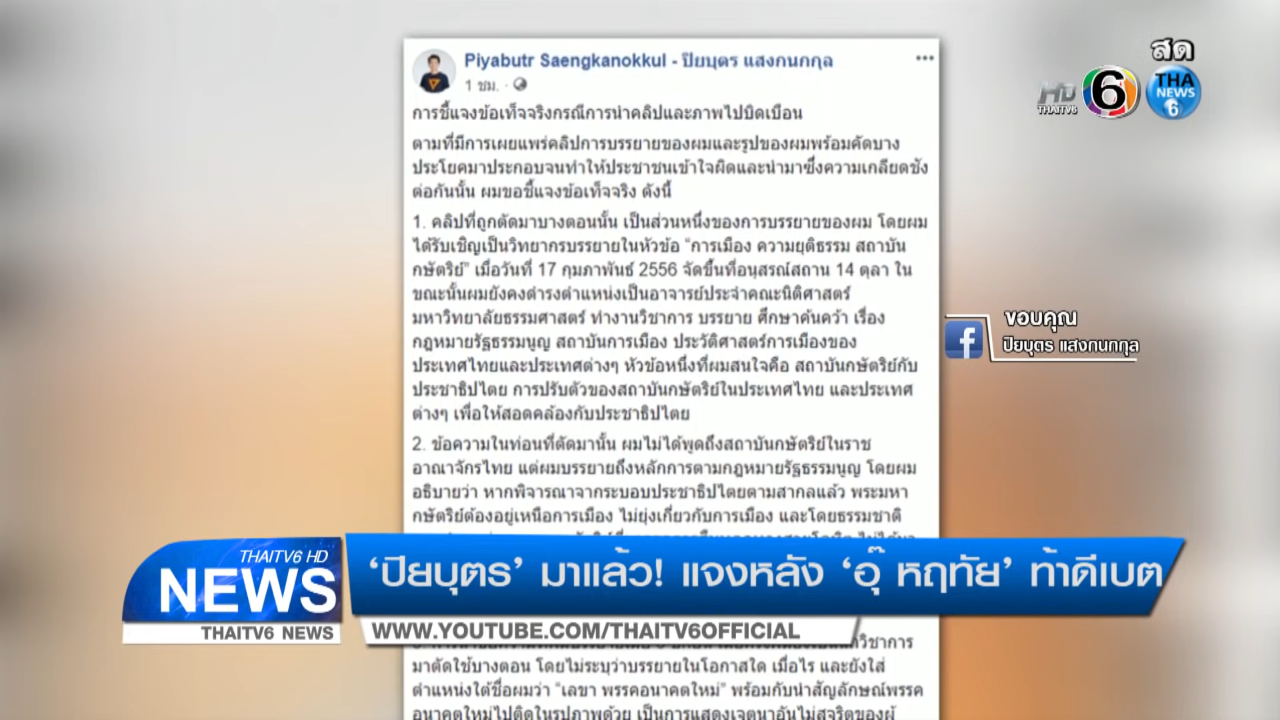 Piyabutr Saengkanokkul - ปิยบุตร แสงกนกกุล
1 ชม. ·
การชี้แจงข้อเท็จจริงกรณีการนำคลิปและภาพไปบิดเบือน
ตามที่มีการเผยแพร่คลิปการบรรยายของผมและรูปของผมพร้อมคัดบาง
ประโยคมาประกอบจนทำให้ประชาชนเข้าใจผิดและนำมาซึ่งความเกลียดชัง
ต่อกันนั้น ผมขอชี้แจงข้อเท็จจริง ดังนี้
1. คลิปที่ถูกตัดมาบางตอนนั้น เป็นส่วนหนึ่งของการบรรยายของผม โดยผม
ได้รับเชิญเป็นวิทยากรบรรยายในหัวข้อ "การเมือง ความยุติธรรม สถาบัน
กษัตริย์" เมื่อวันที่ 17 กุมภาพันธ์ 2556 จัดขึ้นที่อนุสรณ์สถาน 14 ตุลา ใน
ขณะนั้นผมยังคงดำรงตำแหน่งเป็นอาจารย์ประจำคณะนิติศาสตร์
มหาวิทยาลัยธรรมศาสตร์ ทำงานวิชาการ บรรยาย ศึกษาค้นคว้า เรื่อง
กฎหมายรัฐธรรมนูญ สถาบันการเมือง ประวัติศาสตร์การเมืองของ
ประเทศไทยและประเทศต่างๆ หัวข้อหนึ่งที่ผมสนใจคือ สถาบันกษัตริย์กับ
ประชาธิปไตย การปรับตัวของสถาบันกษัตริย์ในประเทศไทย และประเทศ
ต่างๆ เพื่อให้สอดคล้องกับประชาธิปไตย
2. ข้อความในท่อนที่ตัดมานั้น ผมไม่ได้พูดถึงสถาบันกษัตริย์ในราช
อาณาจักรไทย แต่ผมบรรยายถึงหลักการตามกฎหมายรัฐธรรมนูญ โดยผม
อธิบายว่า หากพิจารณาจากระบอบประชาธิปไตยตามสากลแล้ว พระมหา
กษัตริย์ต้องอยู่เหนือการเมือง ไม่ยุ่งเกี่ยวกับการเมือง และโดยธรรมชาติ
วิชาการ
มาตัดใช้บางตอน โดยไม่ระบุว่าบรรยายในโอกาสใด เมื่อไร และยังใส่
ตำแหน่งใต้ชื่อผมว่า "เลขา พรรคอนาคตใหม่" พร้อมกับนำสัญลักษณ์พรรค
อนาคตใหม่ไปติดในรูปภาพด้วย เป็นการแสดงเจตนาอันไม่สุจริตของผู้
สด
HD
THAITV6
6
THAI
NEWS
6
ขอบคุณ
ปิยบุตร แสงกนกกุล
THAITV6 HD
NEWS
THAITV6 NEWS
'ปิยบุตร' มาแล้ว! แจงหลัง 'อุ๊ หฤทัย' ท้าดีเบต
WWW.YOUTUBE.COM/THAITV6OFFICIAL